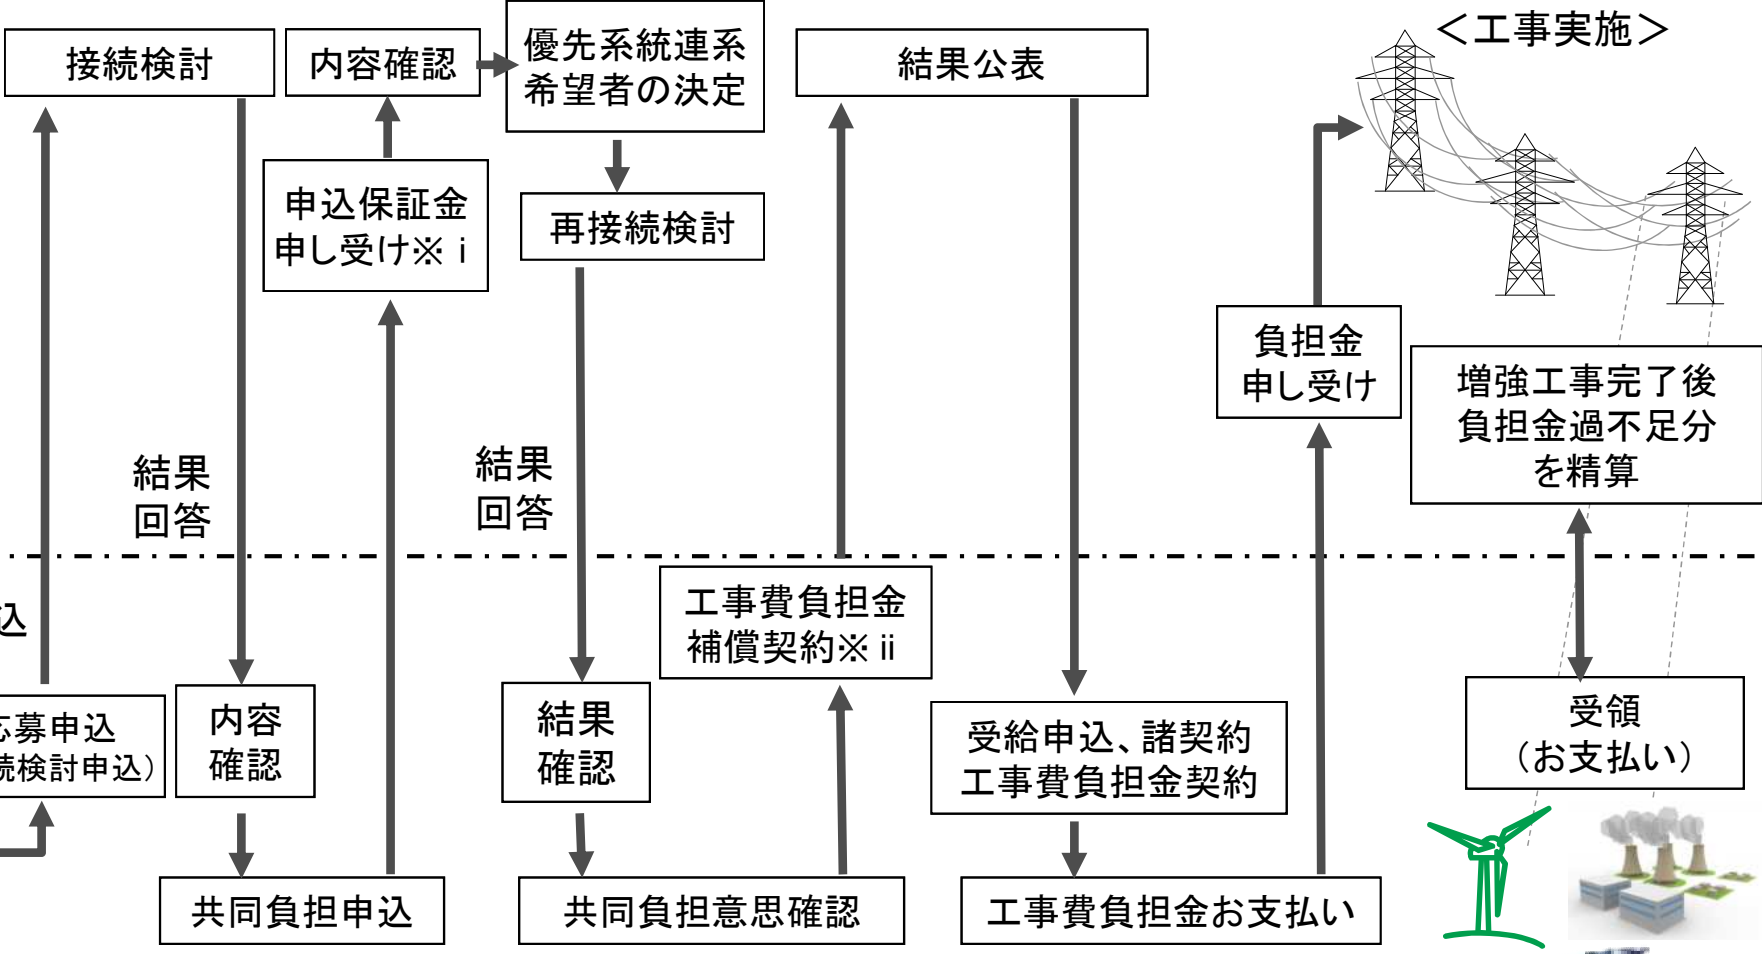 接続検討
内容確認
優先系統連系
希望者の決定
結果公表
＜工事実施＞
申込保証金
申し受け※ⅰ
再接続検討
負担金
申し受け
増強工事完了後
負担金過不足分
を精算
結果
回答
結果
回答
込
工事費負担金
補償契約※ⅱ
募申込
検討申込）
内容
確認
結果
確認
受給申込、諸契約
工事費負担金契約
受領
（お支払い）
共同負担申込
共同負担意思確認
工事費負担金お支払い